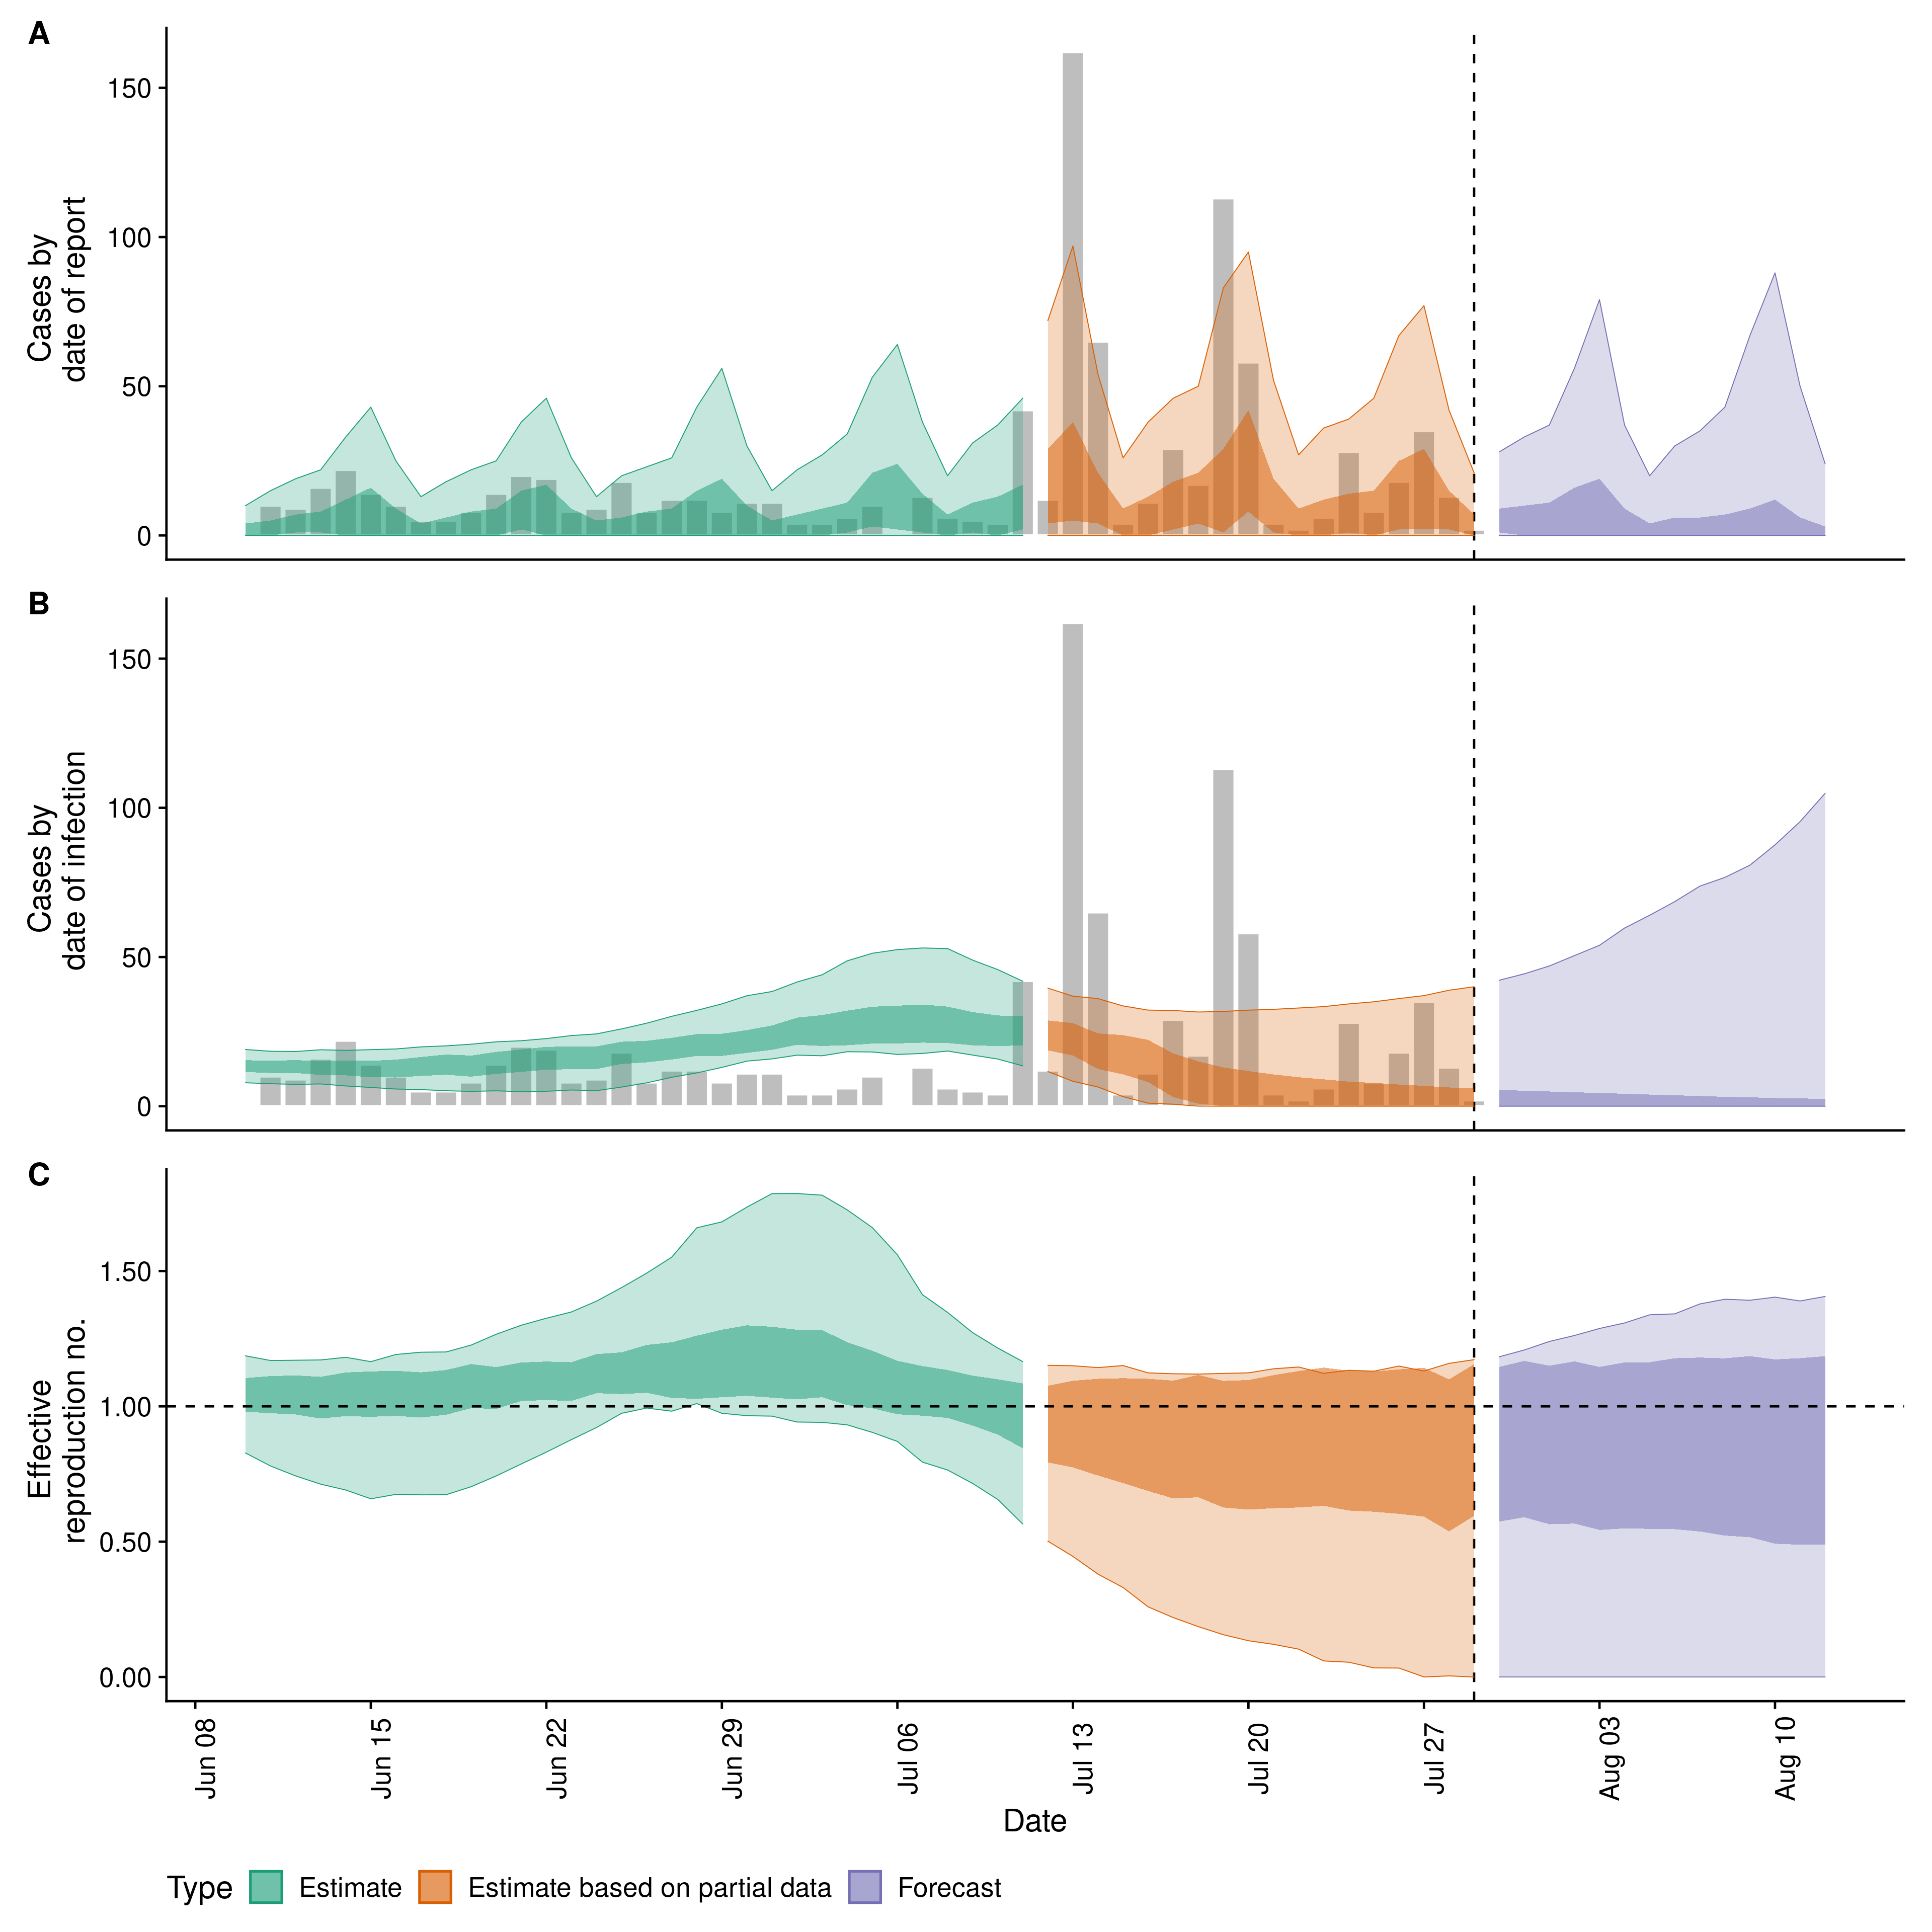 A
Cases by
date of report
150
100
50
0
B
Cases by
date of infection
150
100
50
0
C
Effective
reproduction no.
1.50
1.00
0.50
0.00
Jun 08
Jun 15
Jun 22
Jun 29
Jul 06
Jul 13
Jul 20
Jul 27
Aug 03
Aug 10
Date
Type Estimate Estimate based on partial data Forecast